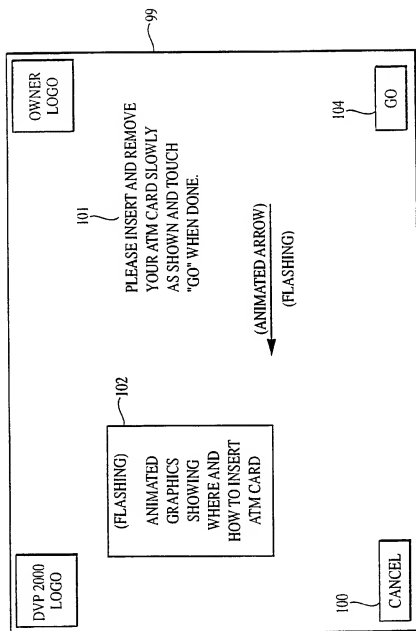 DVP 2000
LOGO
OWNER
LOGO
99
101
PLEASE INSERT AND REMOVE
YOUR ATM CARD SLOWLY
AS SHOWN AND TOUCH
"GO" WHEN DONE.
102
(FLASHING)
ANIMATED
GRAPHICS
SHOWING
WHERE AND
HOW TO INSERT
ATM CARD
(ANIMATED ARROW)
(FLASHING)
100
CANCEL
104
GO